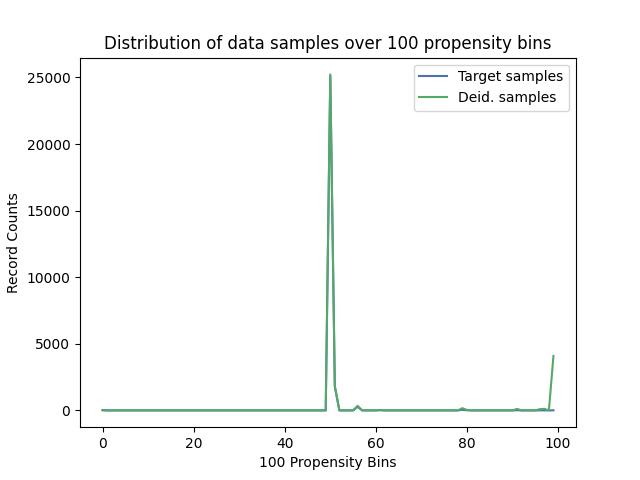 Distribution of data samples over 100 propensity bins
Target samples
Deid. samples
Record Counts
25000
20000
15000
10000
5000
0
0 20 40 60 80 100
100 Propensity Bins